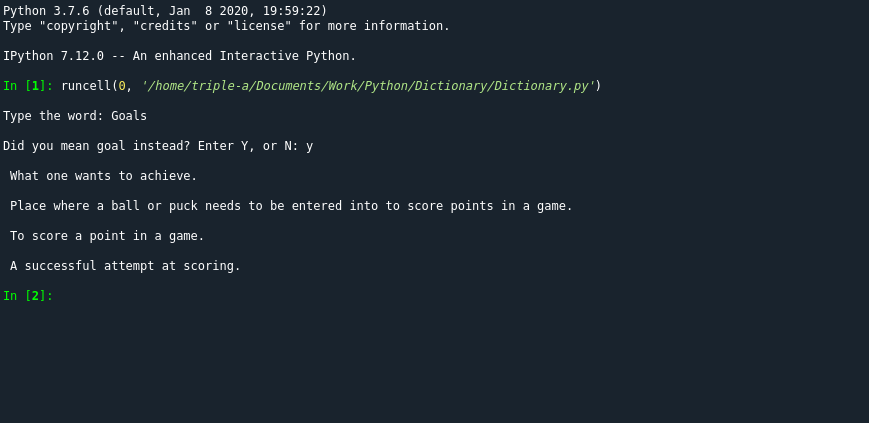 Python 3.7.6 (default, Jan  8 2020, 19:59:22)
Type "copyright", "credits" or "license" for more information.
IPython 7.12.0 -- An enhanced Interactive Python.
In [1]: runcell(0, '/home/triple-a/Documents/Work/Python/Dictionary/Dictionary.py')
Type the word: Goals
Did you mean goal instead? Enter Y, or N: y
What one wants to achieve.
Place where a ball or puck needs to be entered into to score points in a game.
To score a point in a game.
A successful attempt at scoring.
In [2]: